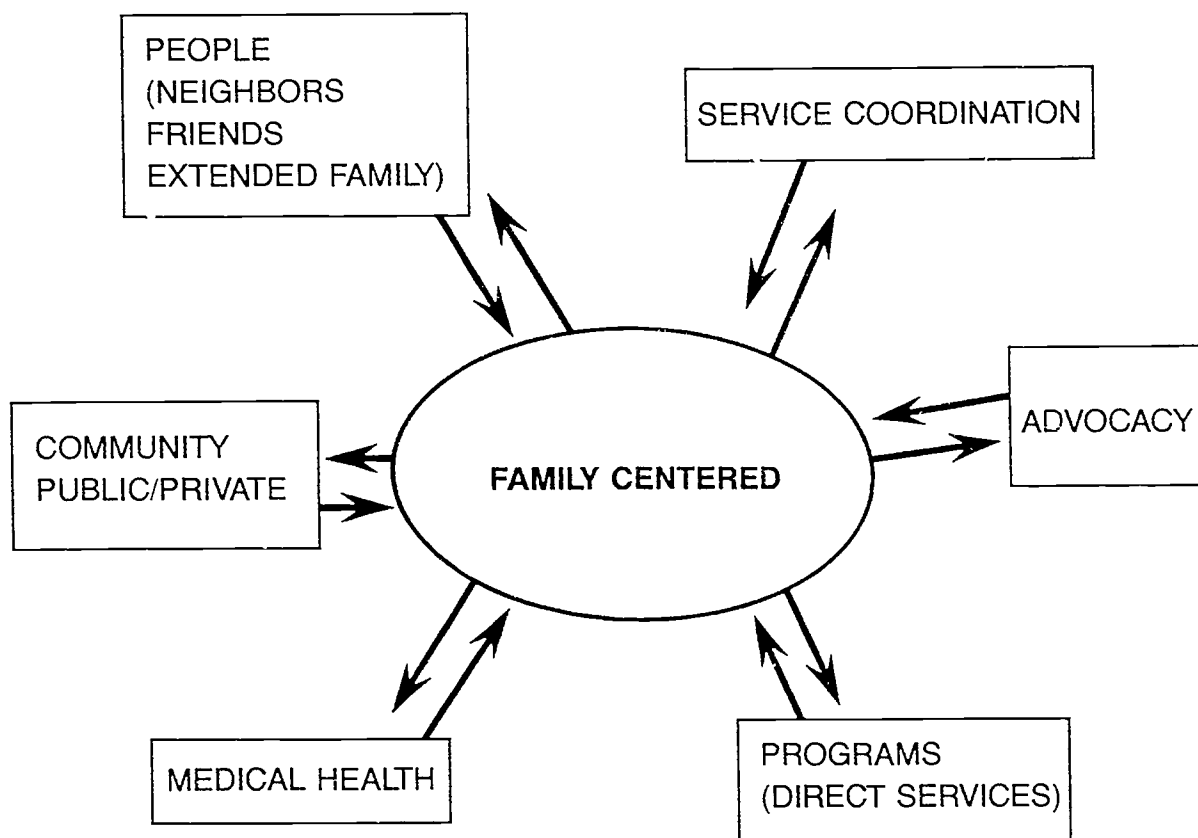 PEOPLE
(NEIGHBORS
FRIENDS
EXTENDED FAMILY)
SERVICE COORDINATION
ADVOCACY
COMMUNITY
PUBLIC/PRIVATE
FAMILY CENTERED
MEDICAL HEALTH
PROGRAMS
(DIRECT SERVICES)